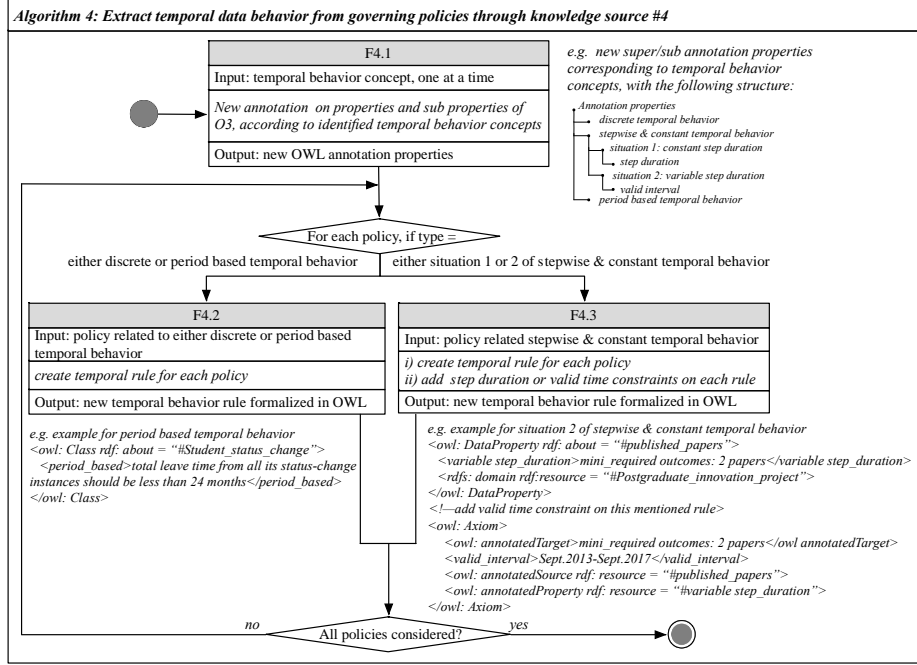 Algorithm 4: Extract temporal data behavior from governing policies through knowledge source #4
F4.1
Input: temporal behavior concept, one at a time
New annotation on properties and sub properties of
O3, according to identified temporal behavior concepts
Output: new OWL annotation properties
e.g. new super/sub annotation properties
corresponding to temporal behavior
concepts, with the following structure:
Annotation properties
discrete temporal behavior
stepwise & constant temporal behavior
situation 1: constant step duration
step duration
situation 2: variable step duration
valid interval
period based temporal behavior
For each policy, if type =
either discrete or period based temporal behavior
either situation 1 or 2 of stepwise & constant temporal behavior
F4.2
Input: policy related to either discrete or period based
temporal behavior
create temporal rule for each policy
Output: new temporal behavior rule formalized in OWL
e.g. example for period based temporal behavior
<owl: Class rdf: about = “#Student_status_change”>
<period_based>total leave time from all its status-change
instances should be less than 24 months</period_based>
</owl: Class>
F4.3
Input: policy related stepwise & constant temporal behavior
i) create temporal rule for each policy
ii) add step duration or valid time constraints on each rule
Output: new temporal behavior rule formalized in OWL
e.g. example for situation 2 of stepwise & constant temporal behavior
<owl: DataProperty rdf: about = “#published_papers”>
<variable step_duration>mini_required outcomes: 2 papers</variable step_duration>
<rdfs: domain rdf:resource = “#Postgraduate_innovation_project”>
</owl: DataProperty>
<!—add valid time constraint on this mentioned rule>
<owl: Axiom>
<owl: annotatedTarget>mini_required outcomes: 2 papers</owl annotatedTarget>
<valid_interval>Sept.2013-Sept.2017</valid_interval>
<owl: annotatedSource rdf: resource = “#published_papers”>
<owl: annotatedProperty rdf: resource = “#variable step_duration”>
</owl: Axiom>
no
All policies considered?
yes